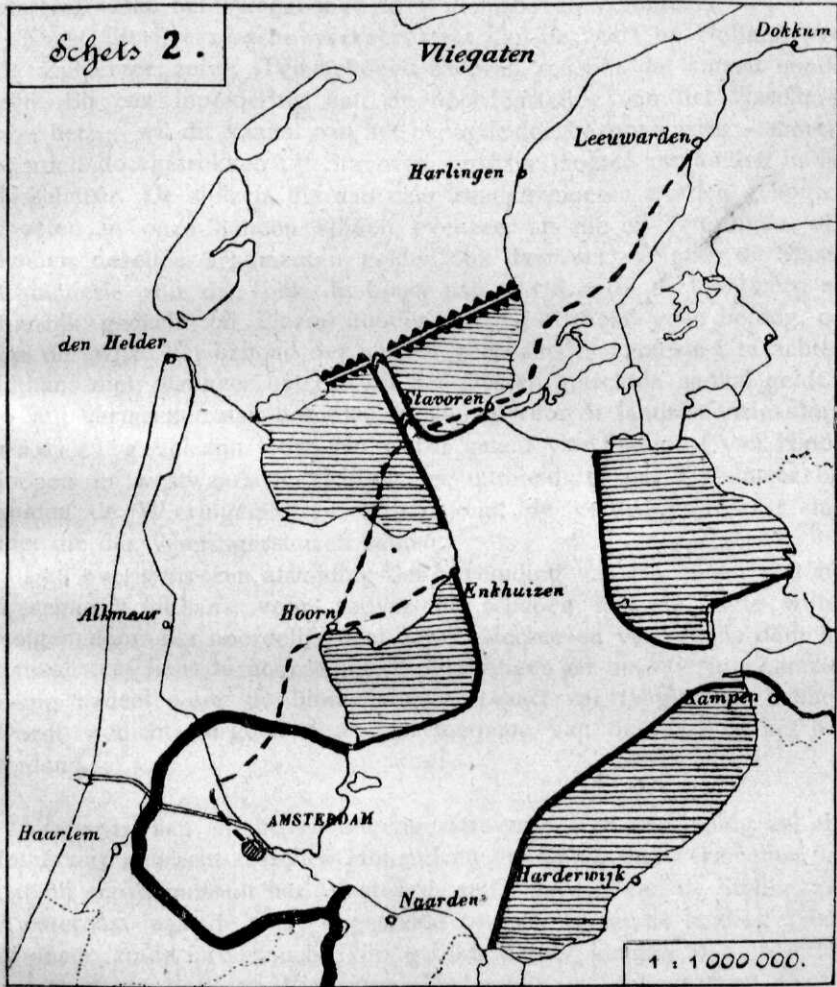 Schets 2.
Vliegaten
Dokkum
Leeuwarden
Harlingen
den Helder
Stavoren
Enkhuizen
Hoorn
Alkmaar
Kampen
AMSTERDAM
Haarlem
Harderwijk
Naarden
1 : 1 000 000.